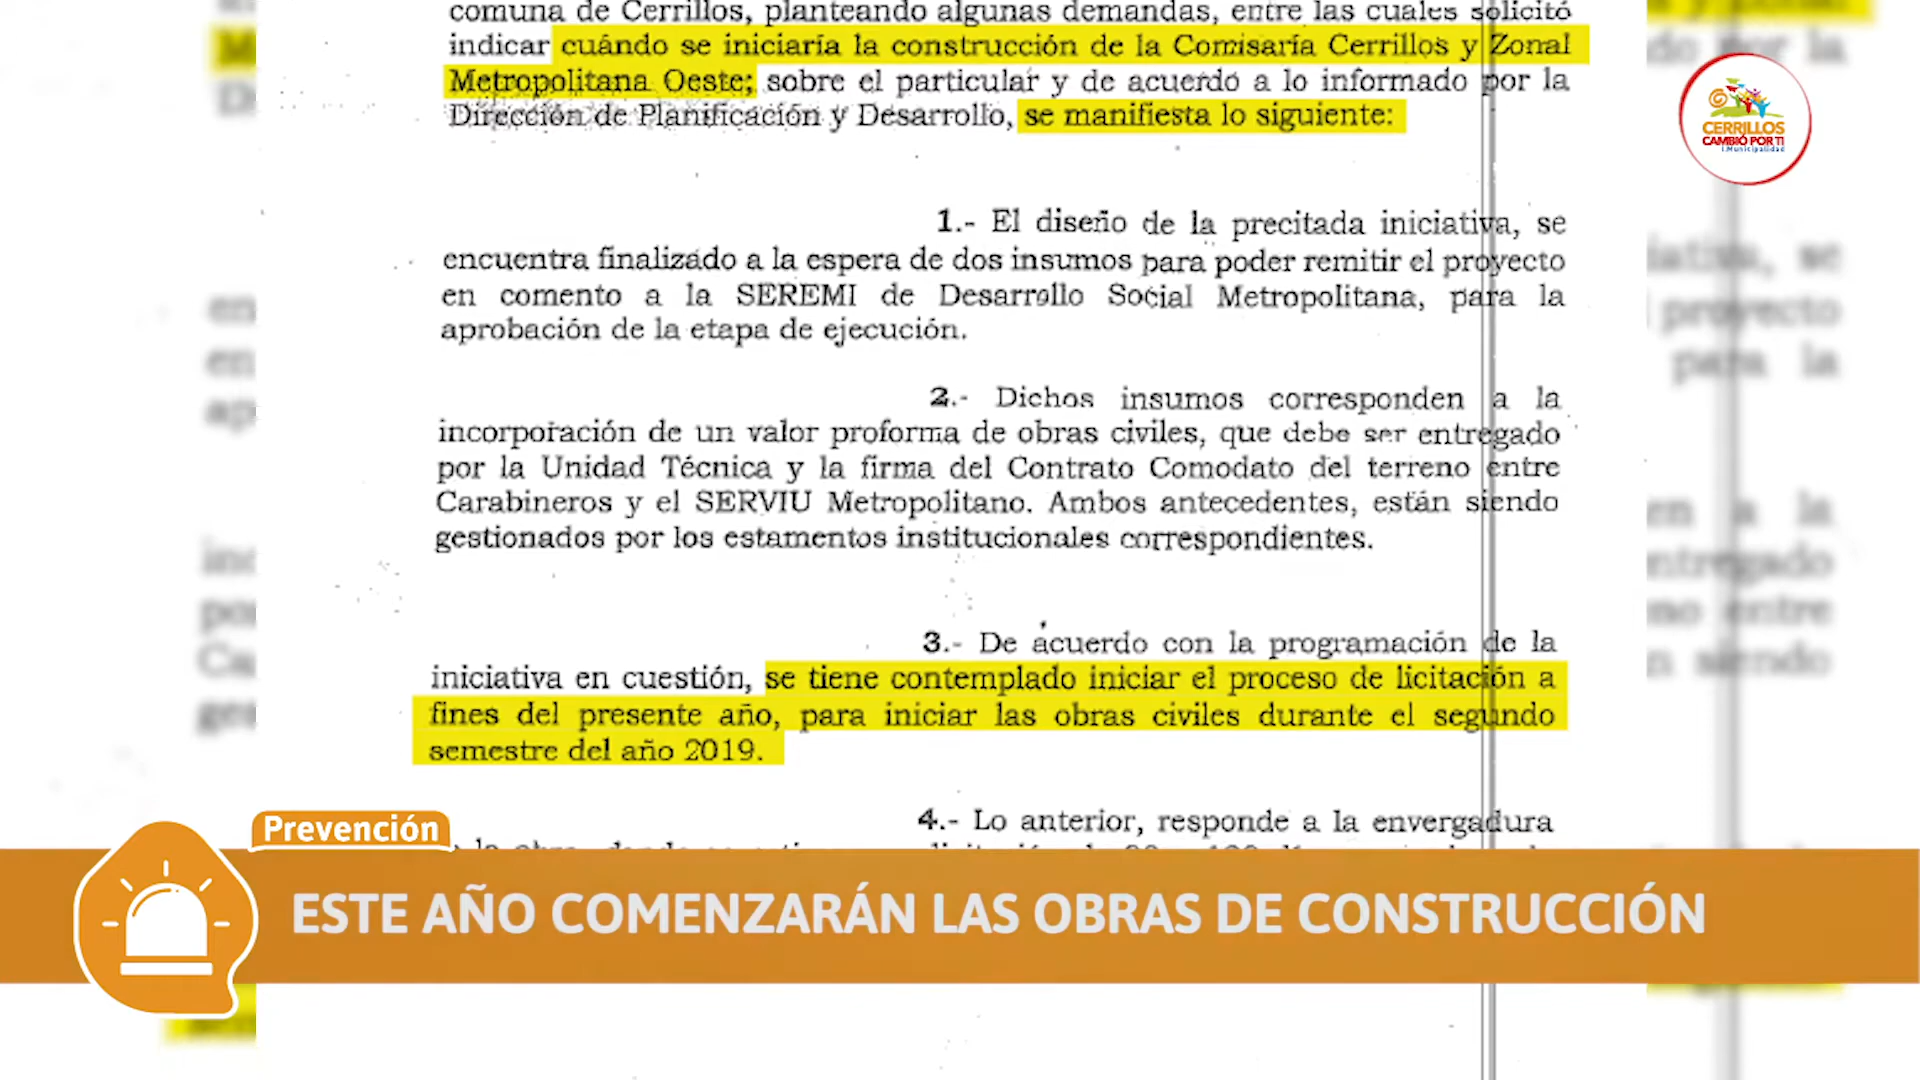 comuna de Cerrillos, planteando algunas demandas, entre las cuales solicitó
indicar cuándo se iniciaría la construcción de la Comisaría Cerrillos y Zonal
Metropolitana Oeste; sobre el particular y de acuerdo a lo informado por la
Dirección de Planificación y Desarrollo, se manifiesta lo siguiente:
CERRILLOS
CAMBIÓ POR TI
I.Municipalidad
1.- El diseño de la precitada iniciativa, se
encuentra finalizado a la espera de dos insumos para poder remitir el proyecto
en comento a la SEREMI de Desarrollo Social Metropolitana, para la
aprobación de la etapa de ejecución.
2.- Dichos insumos corresponden a la
incorporación de un valor proforma de obras civiles, que debe ser entregado
por la Unidad Técnica y la firma del Contrato Comodato del terreno entre
Carabineros y el SERVIU Metropolitano. Ambos antecedentes, están siendo
gestionados por los estamentos institucionales correspondientes.
3.- De acuerdo con la programación de la
iniciativa en cuestión, se tiene contemplado iniciar el proceso de licitación a
fines del presente año, para iniciar las obras civiles durante el segundo
semestre del año 2019.
4.- Lo anterior, responde a la envergadura
Prevención
ESTE AÑO COMENZARÁN LAS OBRAS DE CONSTRUCCIÓN